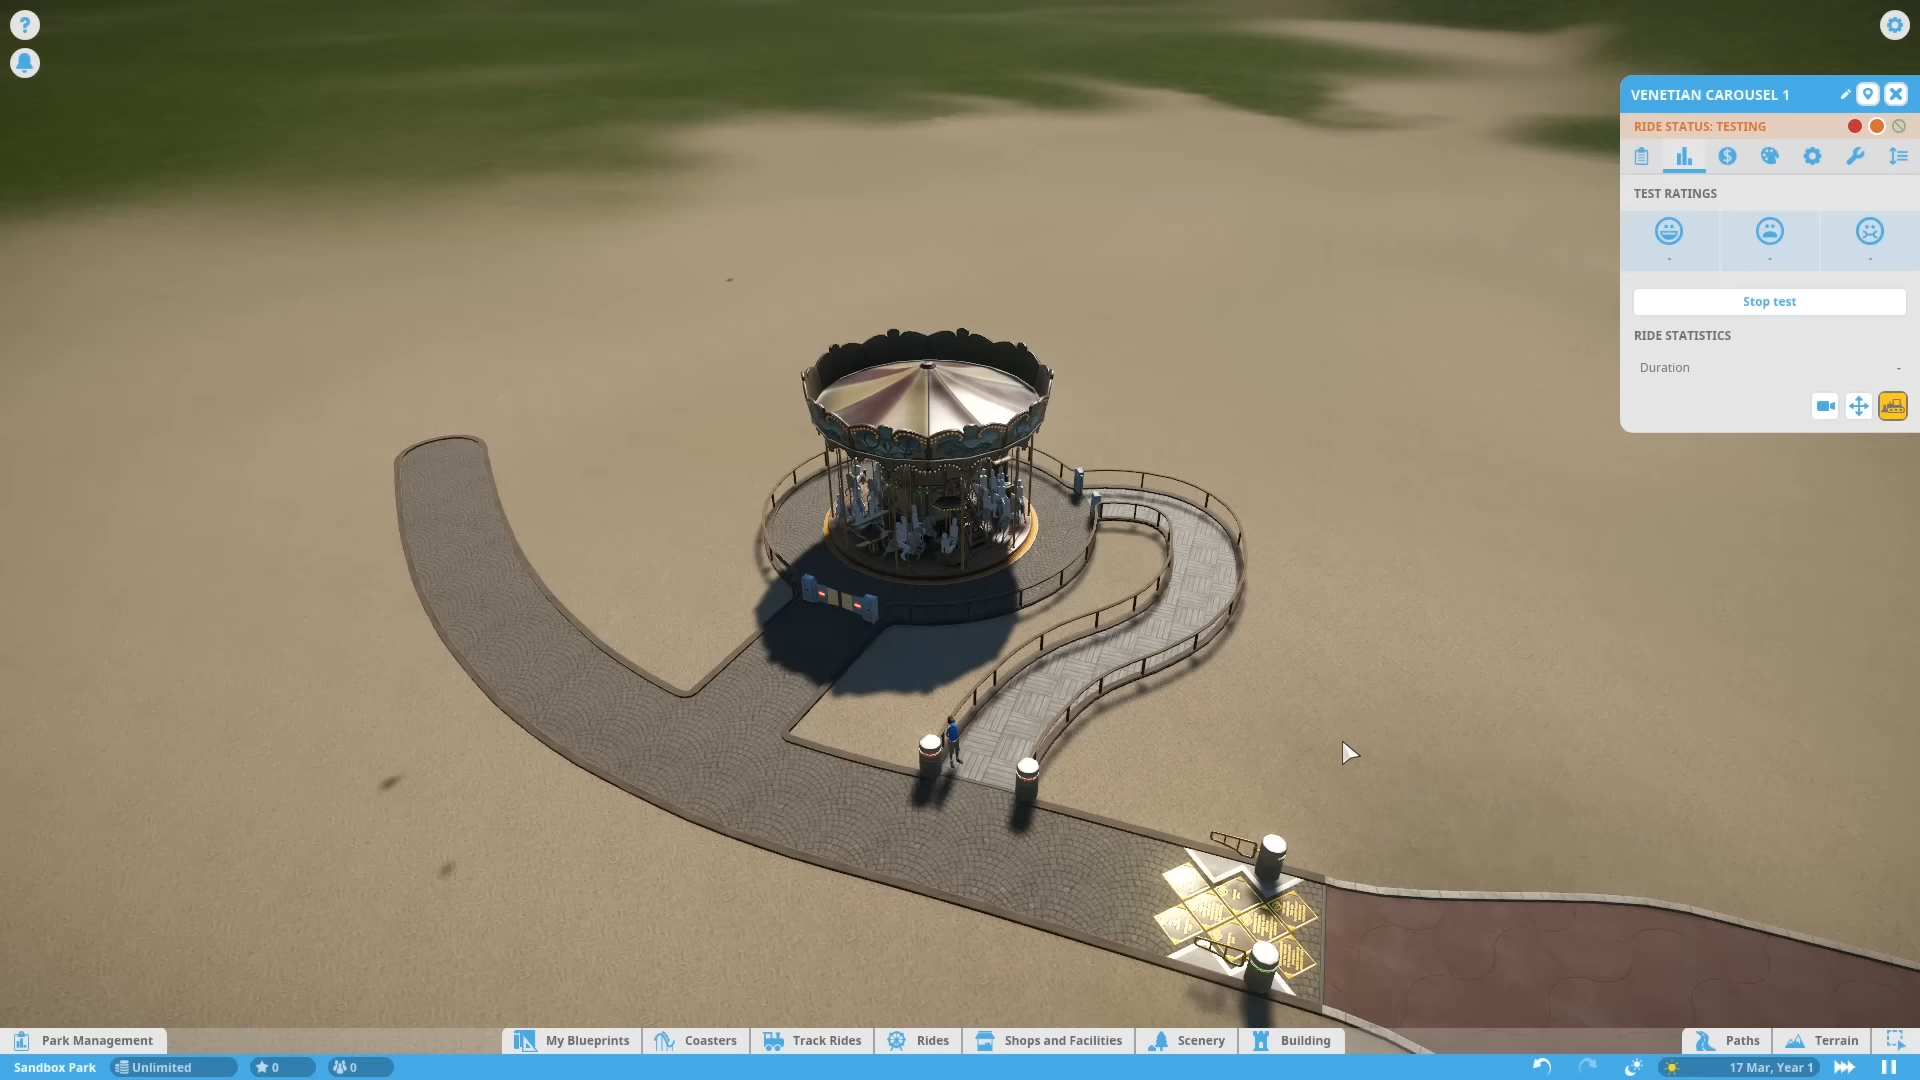 VENETIAN CAROUSEL 1
RIDE STATUS: TESTING
TEST RATINGS
- - -
Stop test
RIDE STATISTICS
Duration -
Park Management
My Blueprints
Coasters
Track Rides
Rides
Shops and Facilities
Scenery
Building
Paths
Terrain
Sandbox Park
Unlimited
0
0
17 Mar, Year 1